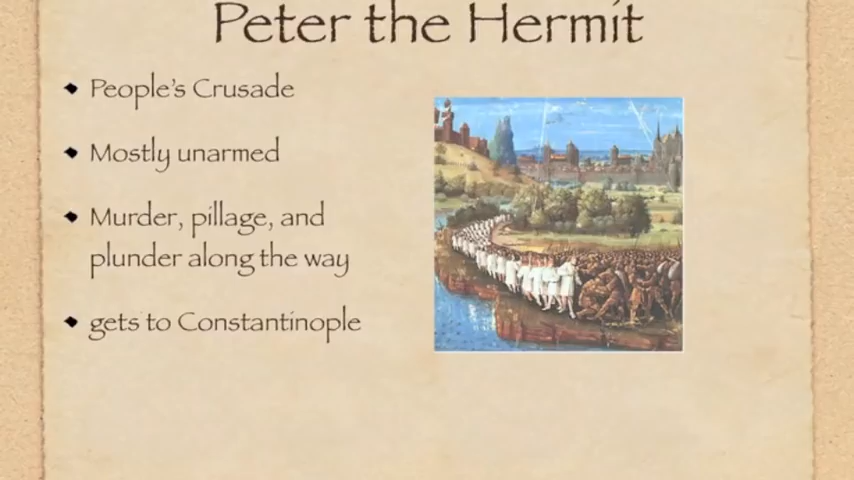 Peter the Hermit
People's Crusade
Mostly unarmed
Murder, pillage, and
plunder along the way
gets to Constantinople